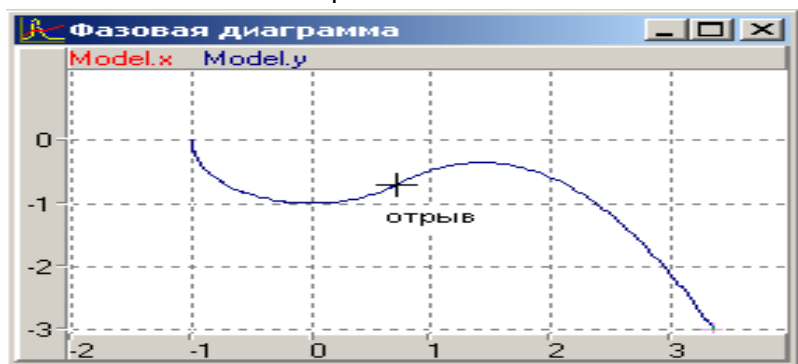 Фазовая диаграмма
Model.x Model.y
0
-1
отрыв
-2
-3
-2 -1 0 1 2 3